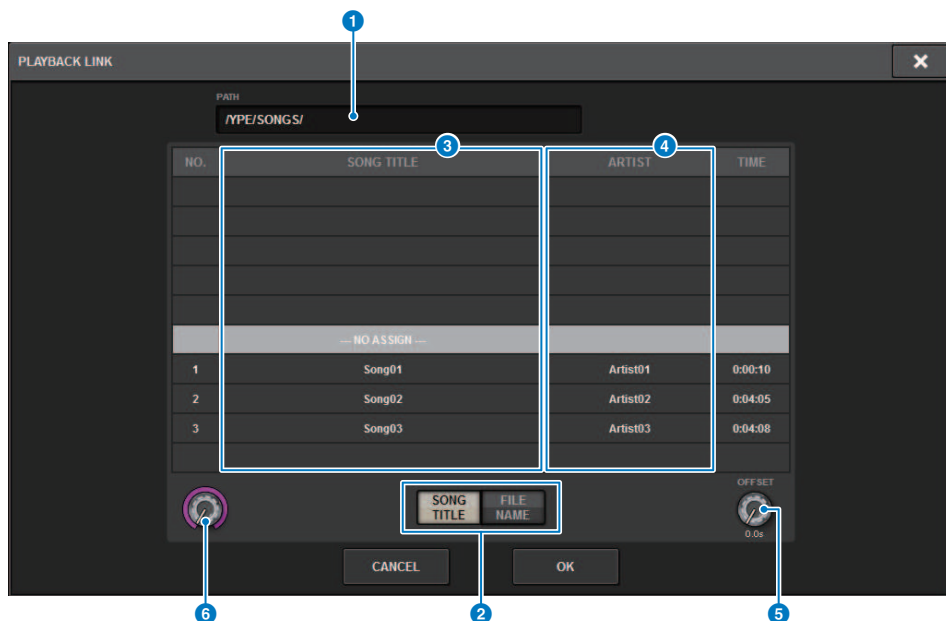 1
PLAYBACK LINK
PATH
/YPE/SONGS/
3
4
NO. SONG TITLE ARTIST TIME
--- NO ASSIGN ---
1 Song01 Artist01 0:00:10
2 Song02 Artist02 0:04:05
3 Song03 Artist03 0:04:08
SONG TITLE
FILE NAME
OFFSET
0.0s
CANCEL
OK
6
2
5